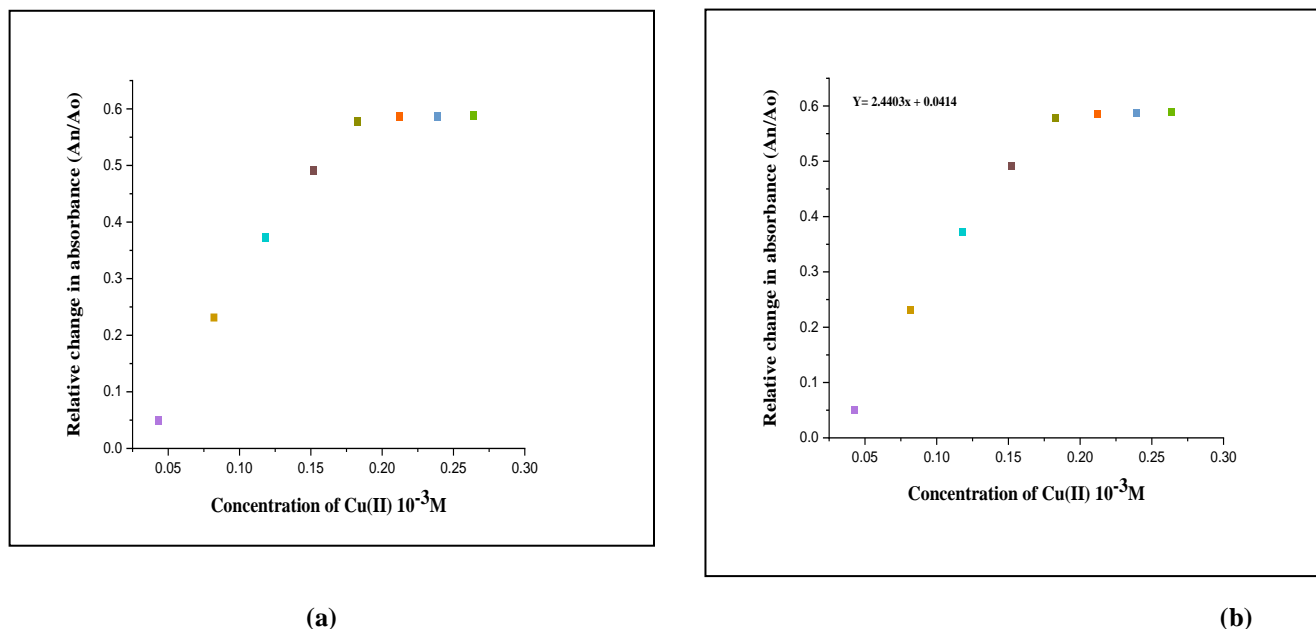 Relative change in absorbance (An/Ao)
0.6
0.5
0.4
0.3
0.2
0.1
0.0
0.05 0.10 0.15 0.20 0.25 0.30
Concentration of Cu(II) 10⁻³M
(a)
Y= 2.4403x + 0.0414
Relative change in absorbance (An/Ao)
0.6
0.5
0.4
0.3
0.2
0.1
0.0
0.05 0.10 0.15 0.20 0.25 0.30
Concentration of Cu(II) 10⁻³M
(b)